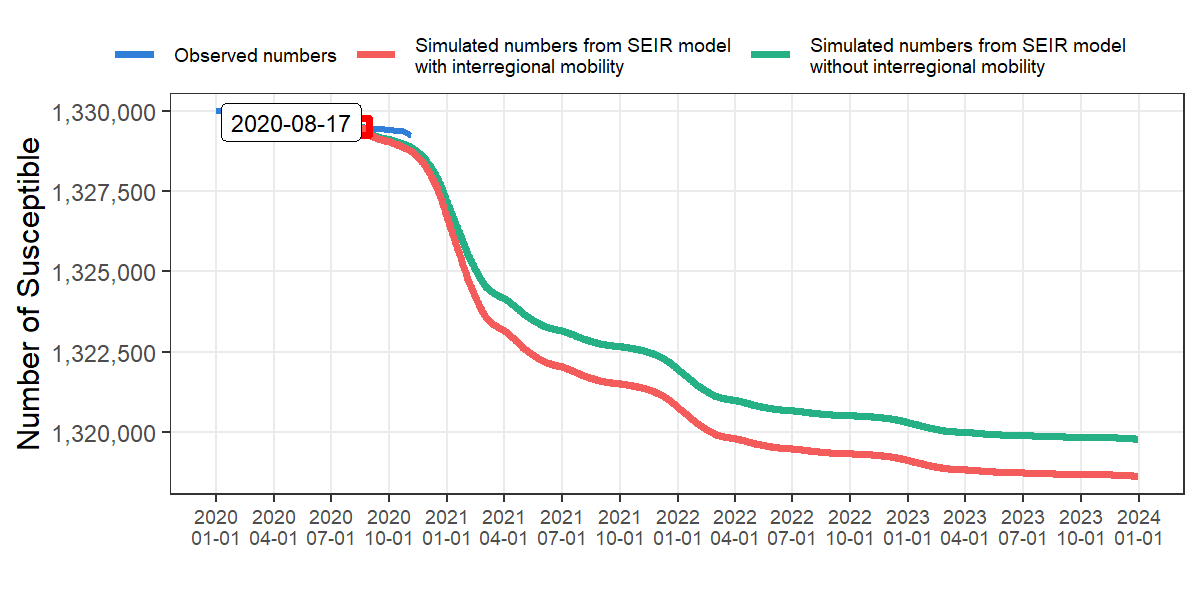 Observed numbers
Simulated numbers from SEIR model
with interregional mobility
Simulated numbers from SEIR model
without interregional mobility
Number of Susceptible
1,330,000
1,327,500
1,325,000
1,322,500
1,320,000
2020-08-17
2020 2020 2020 2020 2021 2021 2021 2021 2022 2022 2022 2022 2023 2023 2023 2023 2024
01-01 04-01 07-01 10-01 01-01 04-01 07-01 10-01 01-01 04-01 07-01 10-01 01-01 04-01 07-01 10-01 01-01